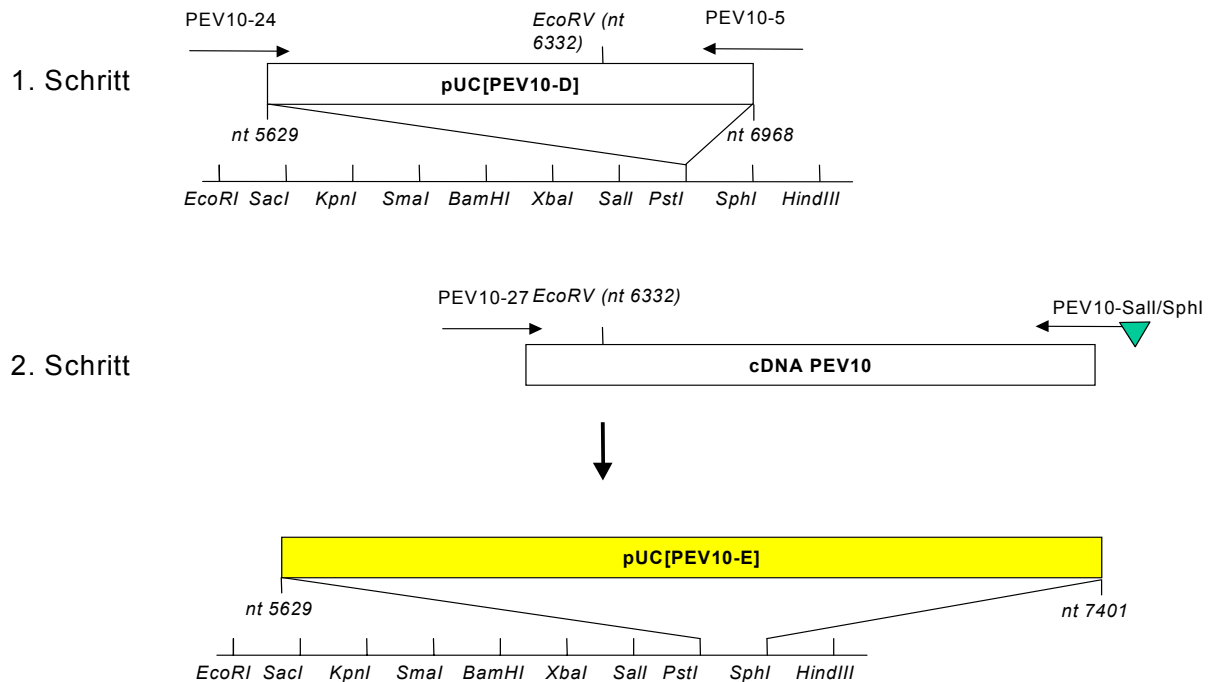 PEV10-24
EcoRV (nt
6332)
PEV10-5
1. Schritt
pUC[PEV10-D]
nt 5629
nt 6968
EcoRI SacI KpnI SmaI BamHI XbaI SalI PstI SphI HindIII
PEV10-27 EcoRV (nt 6332)
PEV10-SalI/SphI
2. Schritt
cDNA PEV10
pUC[PEV10-E]
nt 5629
nt 7401
EcoRI SacI KpnI SmaI BamHI XbaI SalI PstI SphI HindIII